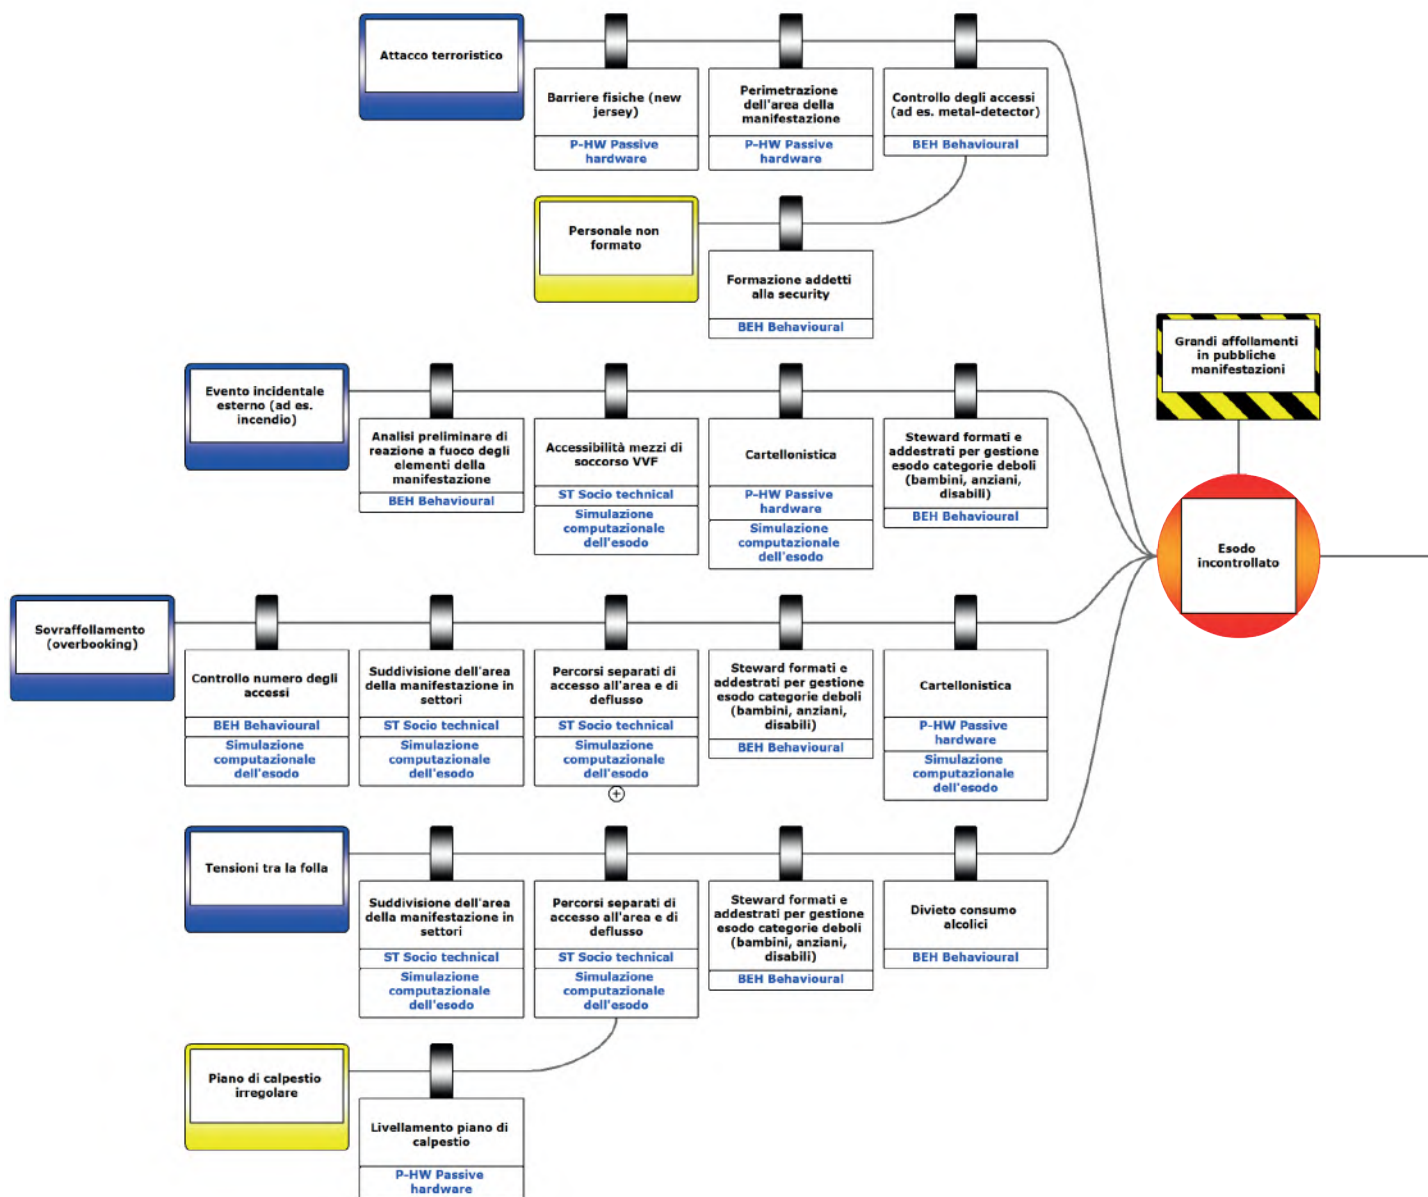 Attacco terroristico
Barriere fisiche (new
jersey)
P-HW Passive
hardware
Perimetrazione
dell'area della
manifestazione
P-HW Passive
hardware
Controllo degli accessi
(ad es. metal-detector)
BEH Behavioural
Personale non
formato
Formazione addetti
alla security
BEH Behavioural
Grandi affollamenti
in pubbliche
manifestazioni
Evento incidentale
esterno (ad es.
incendio)
Analisi preliminare di
reazione a fuoco degli
elementi della
manifestazione
BEH Behavioural
Accessibilità mezzi di
soccorso VVF
ST Socio technical
Simulazione
computazionale
dell'esodo
Cartellonistica
P-HW Passive
hardware
Simulazione
computazionale
dell'esodo
Steward formati e
addestrati per gestione
esodo categorie deboli
(bambini, anziani,
disabili)
BEH Behavioural
Esodo
incontrollato
Sovraffollamento
(overbooking)
Controllo numero degli
accessi
BEH Behavioural
Simulazione
computazionale
dell'esodo
Suddivisione dell'area
della manifestazione in
settori
ST Socio technical
Simulazione
computazionale
dell'esodo
Percorsi separati di
accesso all'area e di
deflusso
ST Socio technical
Simulazione
computazionale
dell'esodo
Steward formati e
addestrati per gestione
esodo categorie deboli
(bambini, anziani,
disabili)
BEH Behavioural
Cartellonistica
P-HW Passive
hardware
Simulazione
computazionale
dell'esodo
Tensioni tra la folla
Suddivisione dell'area
della manifestazione in
settori
ST Socio technical
Simulazione
computazionale
dell'esodo
Percorsi separati di
accesso all'area e di
deflusso
ST Socio technical
Simulazione
computazionale
dell'esodo
Steward formati e
addestrati per gestione
esodo categorie deboli
(bambini, anziani,
disabili)
BEH Behavioural
Divieto consumo
alcolici
BEH Behavioural
Piano di calpestio
irregolare
Livellamento piano di
calpestio
P-HW Passive
hardware